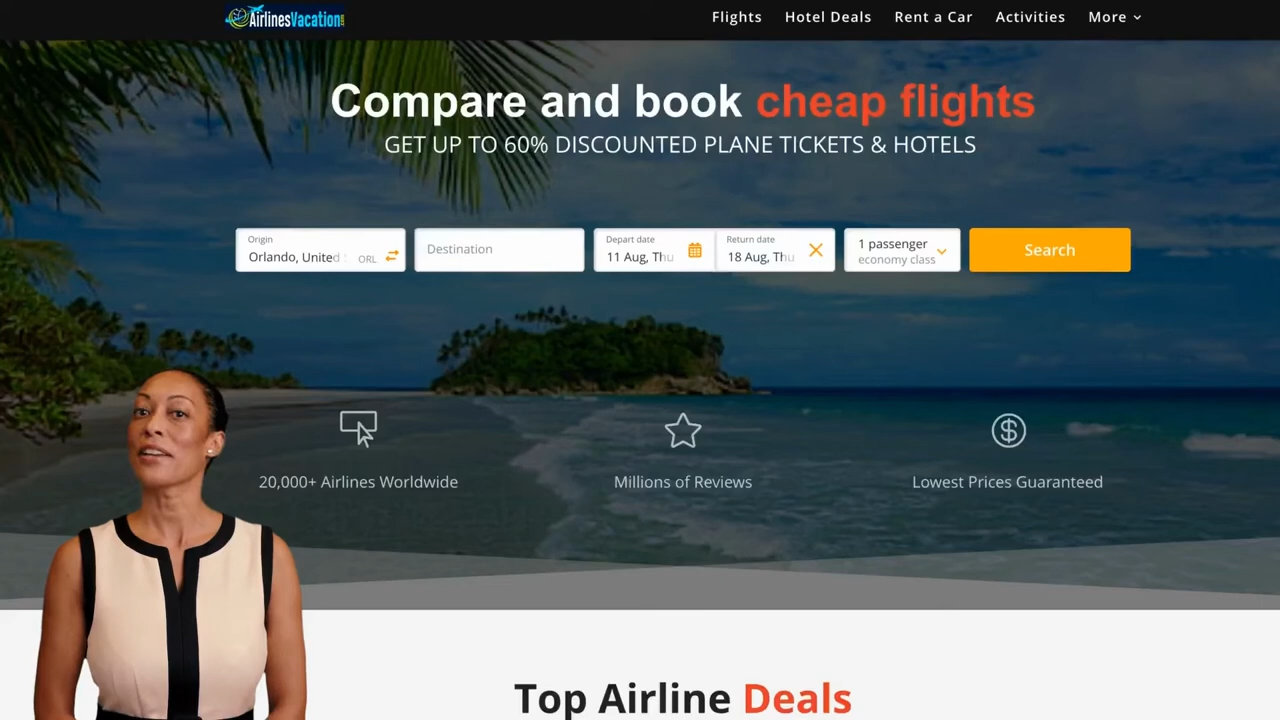 AirlinesVacation.com
Flights Hotel Deals Rent a Car Activities More
Compare and book cheap flights
GET UP TO 60% DISCOUNTED PLANE TICKETS & HOTELS
Origin
Orlando, United ORL
Destination
Depart date
11 Aug, Thu
Return date
18 Aug, Thu
1 passenger
economy class
Search
20,000+ Airlines Worldwide
Millions of Reviews
Lowest Prices Guaranteed
Top Airline Deals